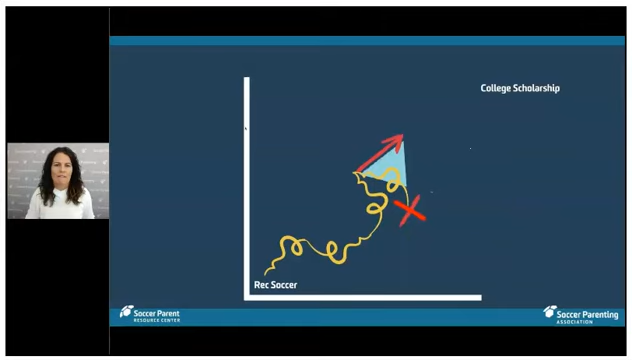 College Scholarship
Rec Soccer
Soccer Parent
RESOURCE CENTER
Soccer Parenting
ASSOCIATION